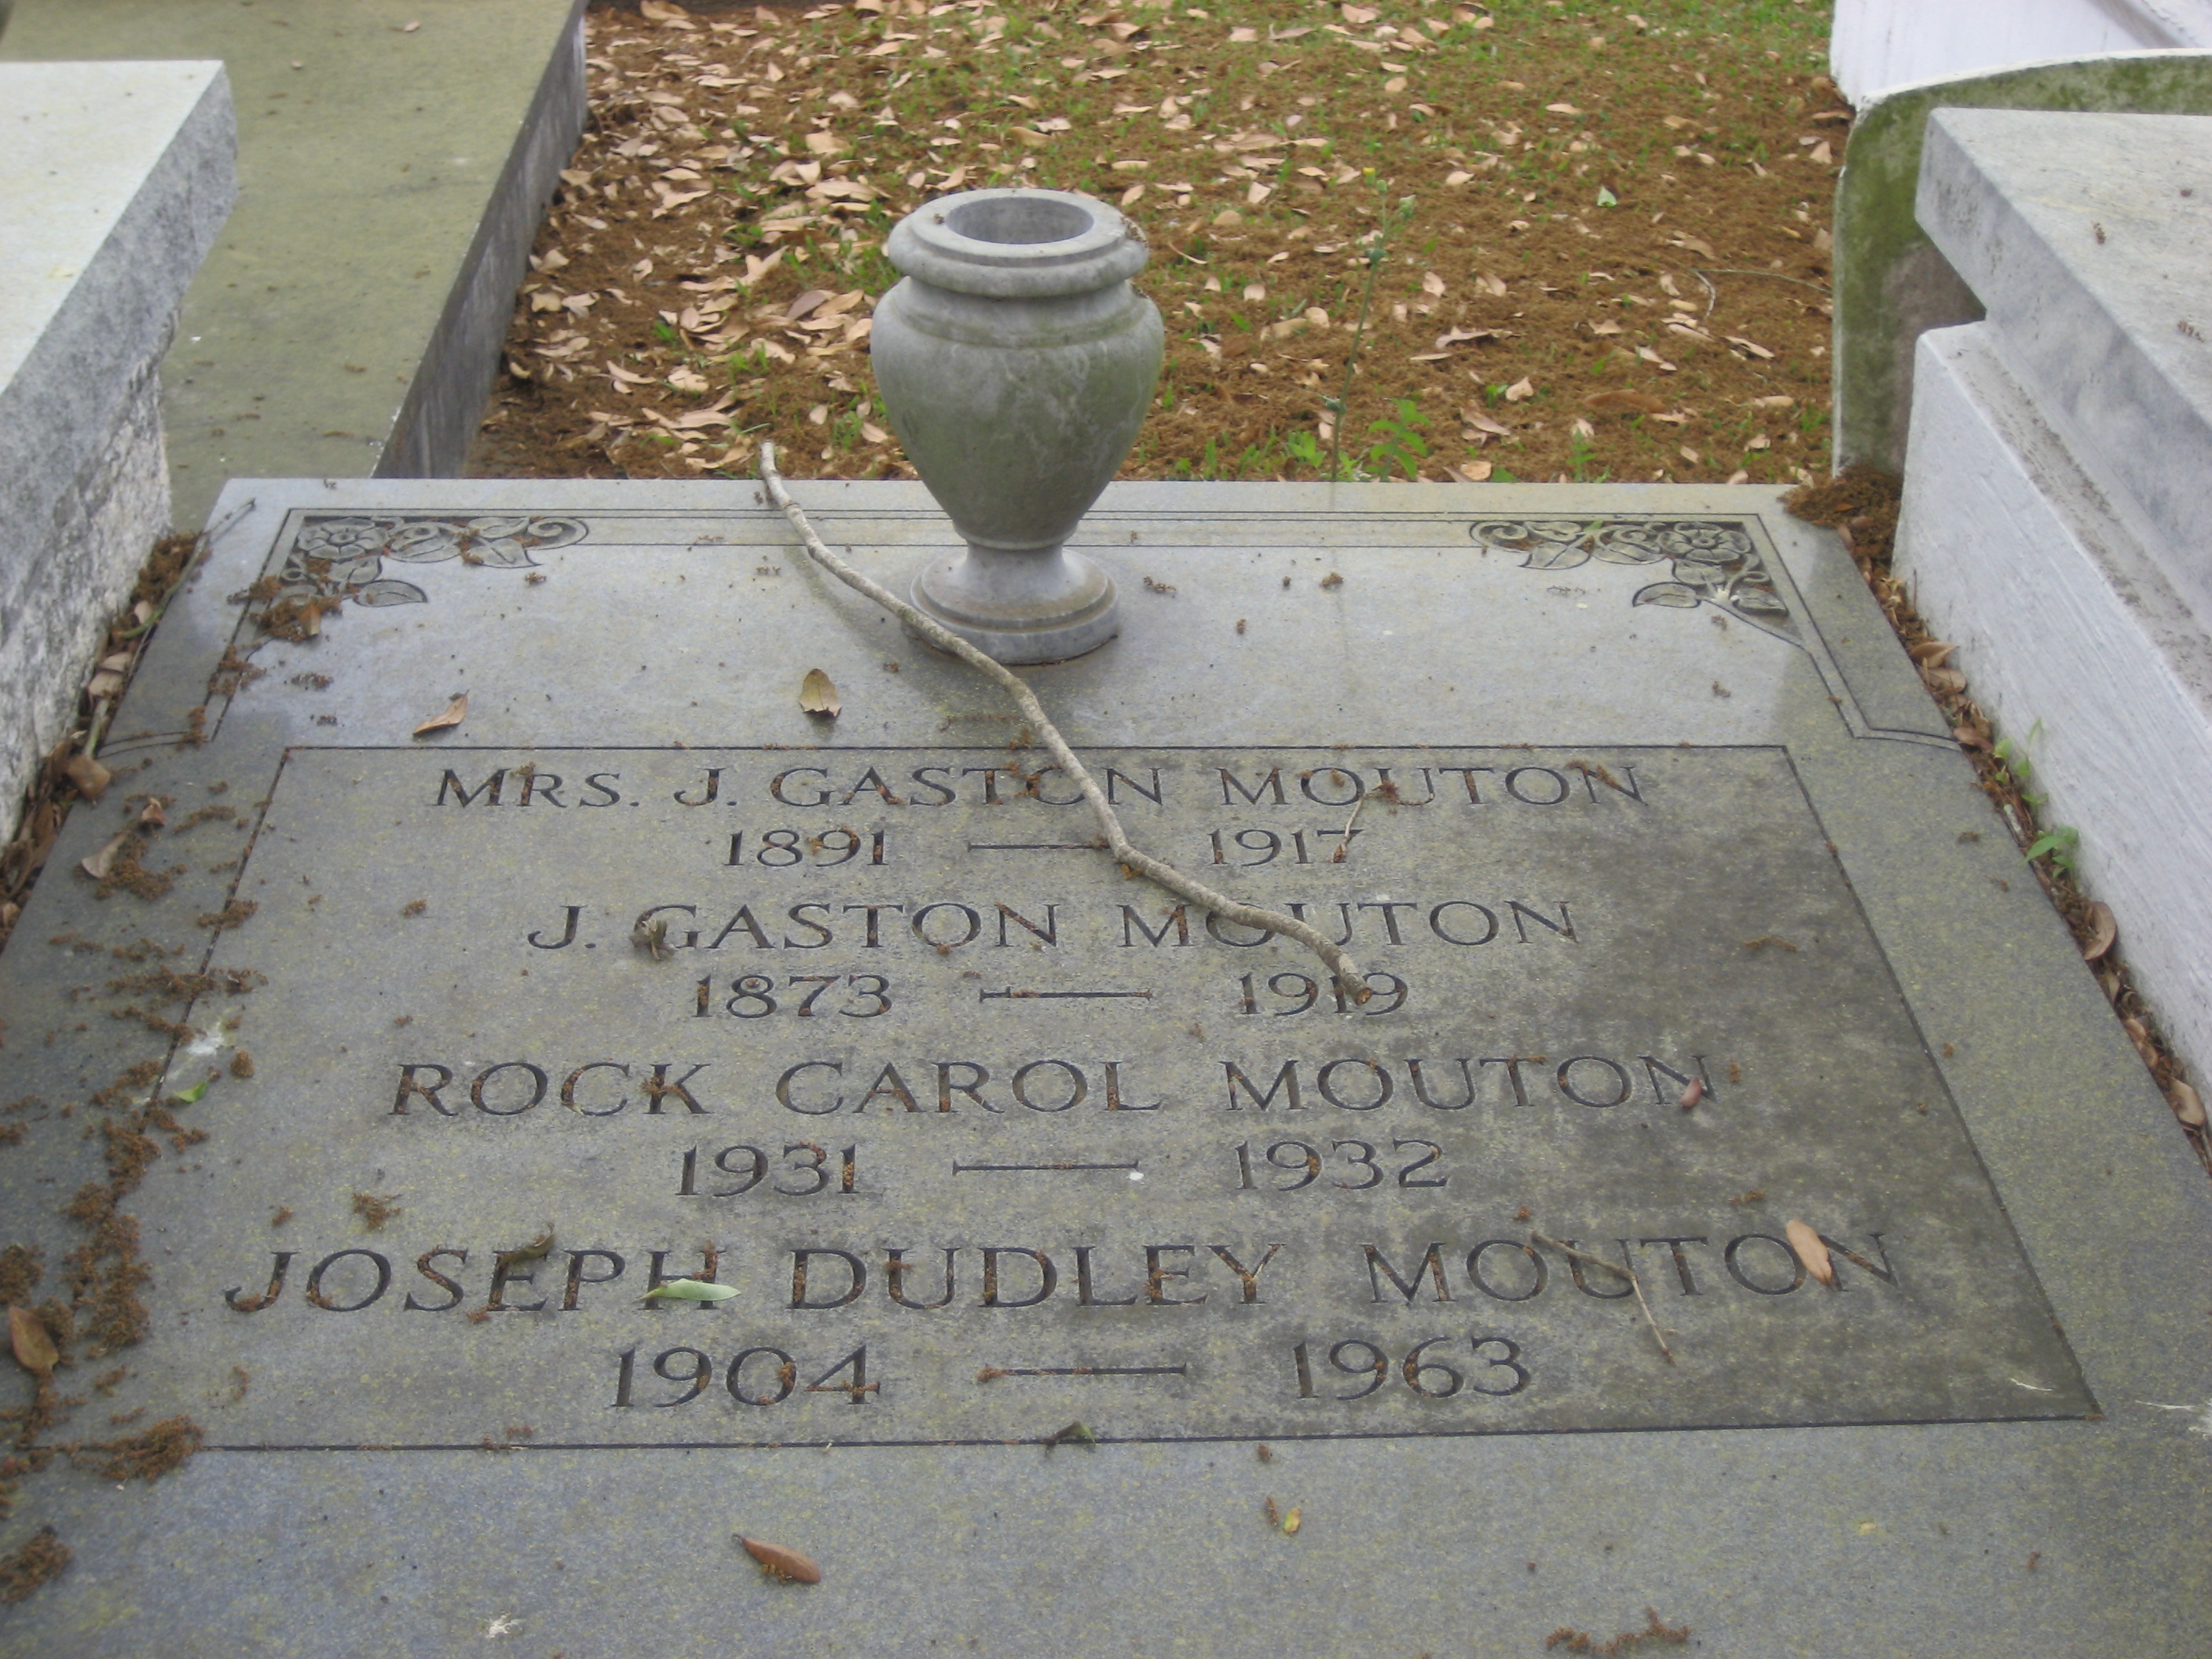 MRS. J. GASTON MOUTON
1891 — 1917
J. GASTON MOUTON
1873 — 1919
ROCK CAROL MOUTON
1931 — 1932
JOSEPH DUDLEY MOUTON
1904 — 1963